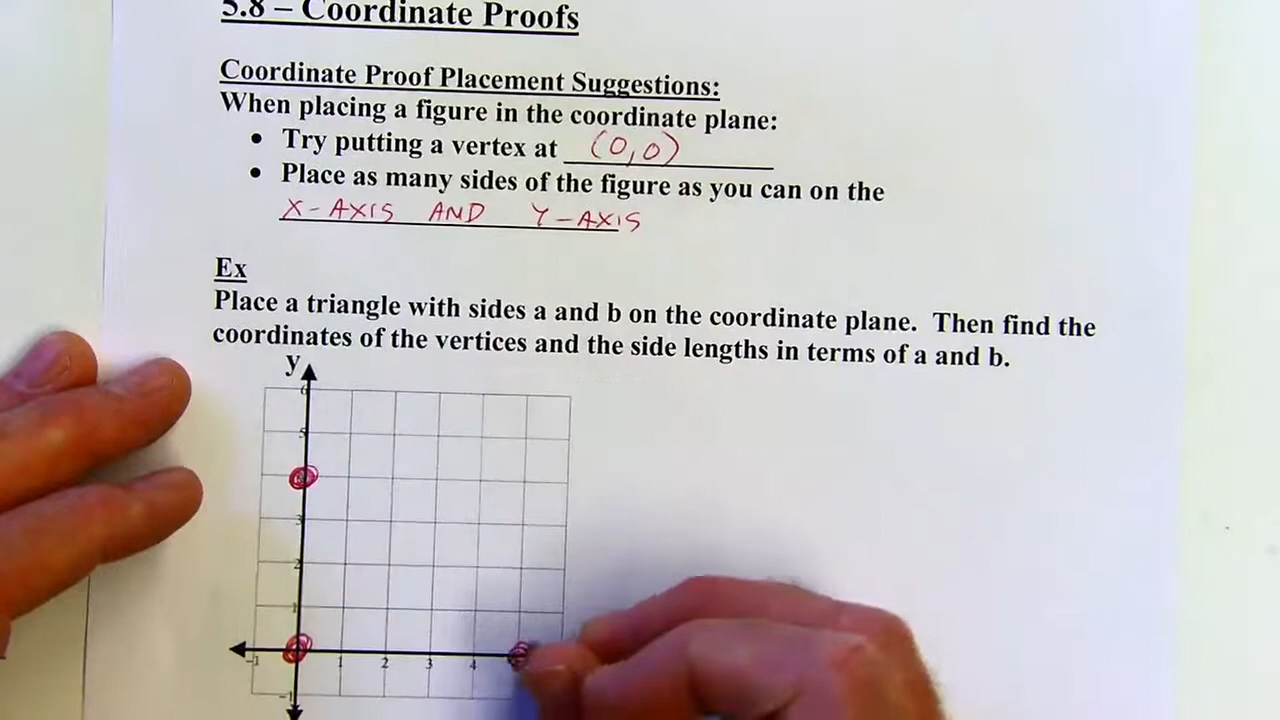 5.8 – Coordinate Proofs
Coordinate Proof Placement Suggestions:
When placing a figure in the coordinate plane:
• Try putting a vertex at (0,0)
• Place as many sides of the figure as you can on the
X-AXIS AND Y-AXIS
Ex
Place a triangle with sides a and b on the coordinate plane. Then find the
coordinates of the vertices and the side lengths in terms of a and b.
y
6
5
3
2
1
-1 1 2 3 4
-1